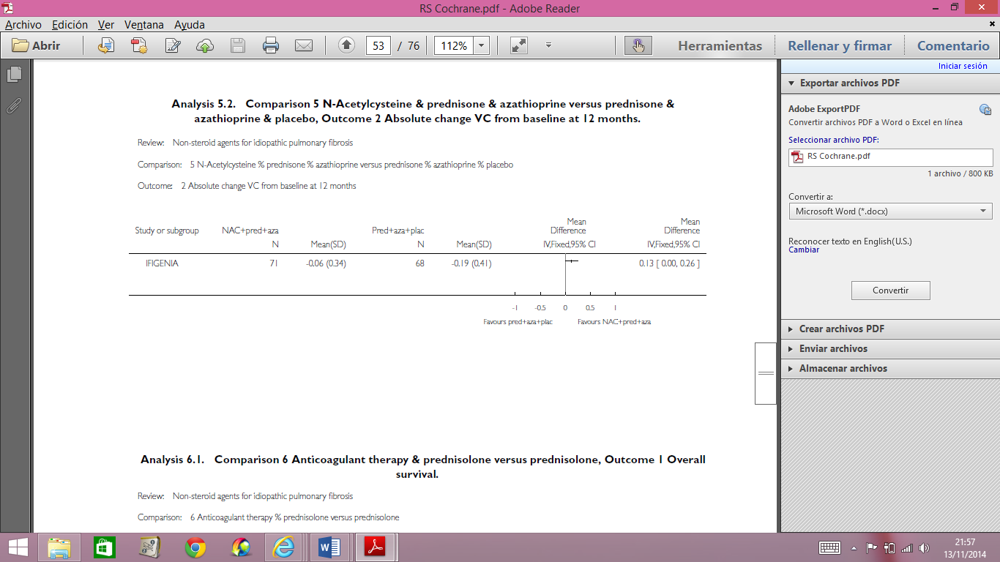 RS Cochrane.pdf - Adobe Reader
Archivo Edición Ver Ventana Ayuda
Abrir 53 / 76 112% Herramientas Rellenar y firmar Comentario
Iniciar sesión
Exportar archivos PDF
Adobe ExportPDF
Convertir archivos PDF a Word o Excel en línea
Seleccionar archivo PDF:
RS Cochrane.pdf
1 archivo / 800 KB
Convertir a:
Microsoft Word (*.docx)
Reconocer texto en English(U.S.)
Cambiar
Convertir
Crear archivos PDF
Enviar archivos
Almacenar archivos
Analysis 5.2. Comparison 5 N-Acetylcysteine & prednisone & azathioprine versus prednisone &
azathioprine & placebo, Outcome 2 Absolute change VC from baseline at 12 months.
Review: Non-steroid agents for idiopathic pulmonary fibrosis
Comparison: 5 N-Acetylcysteine % prednisone % azathioprine versus prednisone % azathioprine % placebo
Outcome: 2 Absolute change VC from baseline at 12 months
Study or subgroup NAC+pred+aza Pred+aza+plac Mean Difference Mean Difference
N Mean(SD) N Mean(SD) IV,Fixed,95% CI IV,Fixed,95% CI
IFIGENIA 71 -0.06 (0.34) 68 -0.19 (0.41) 0.13 [ 0.00, 0.26 ]
-1 -0.5 0 0.5 1
Favours pred+aza+plac Favours NAC+pred+aza
Analysis 6.1. Comparison 6 Anticoagulant therapy & prednisolone versus prednisolone, Outcome 1 Overall
survival.
Review: Non-steroid agents for idiopathic pulmonary fibrosis
Comparison: 6 Anticoagulant therapy % prednisolone versus prednisolone
21:57
13/11/2014